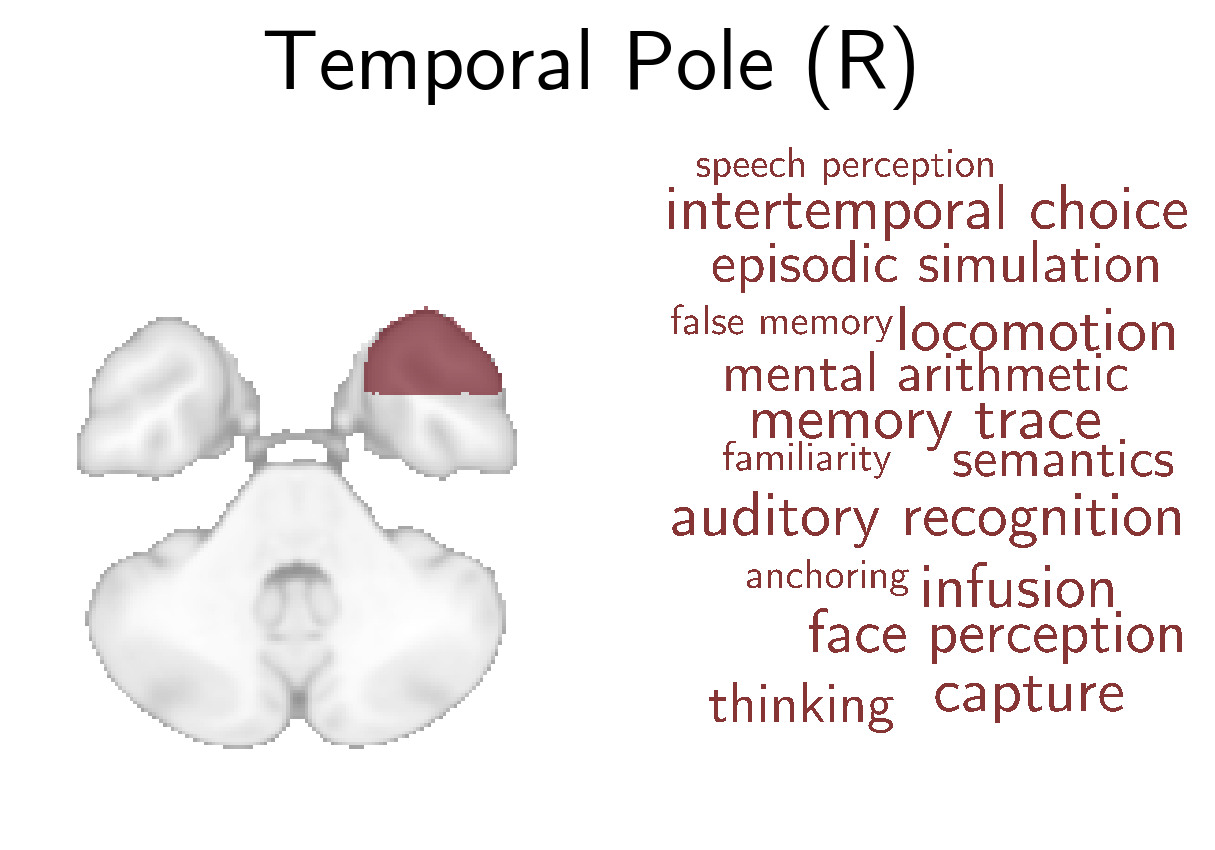 Temporal Pole (R)
speech perception
intertemporal choice
episodic simulation
false memory locomotion
mental arithmetic
memory trace
familiarity semantics
auditory recognition
anchoring infusion
face perception
thinking capture